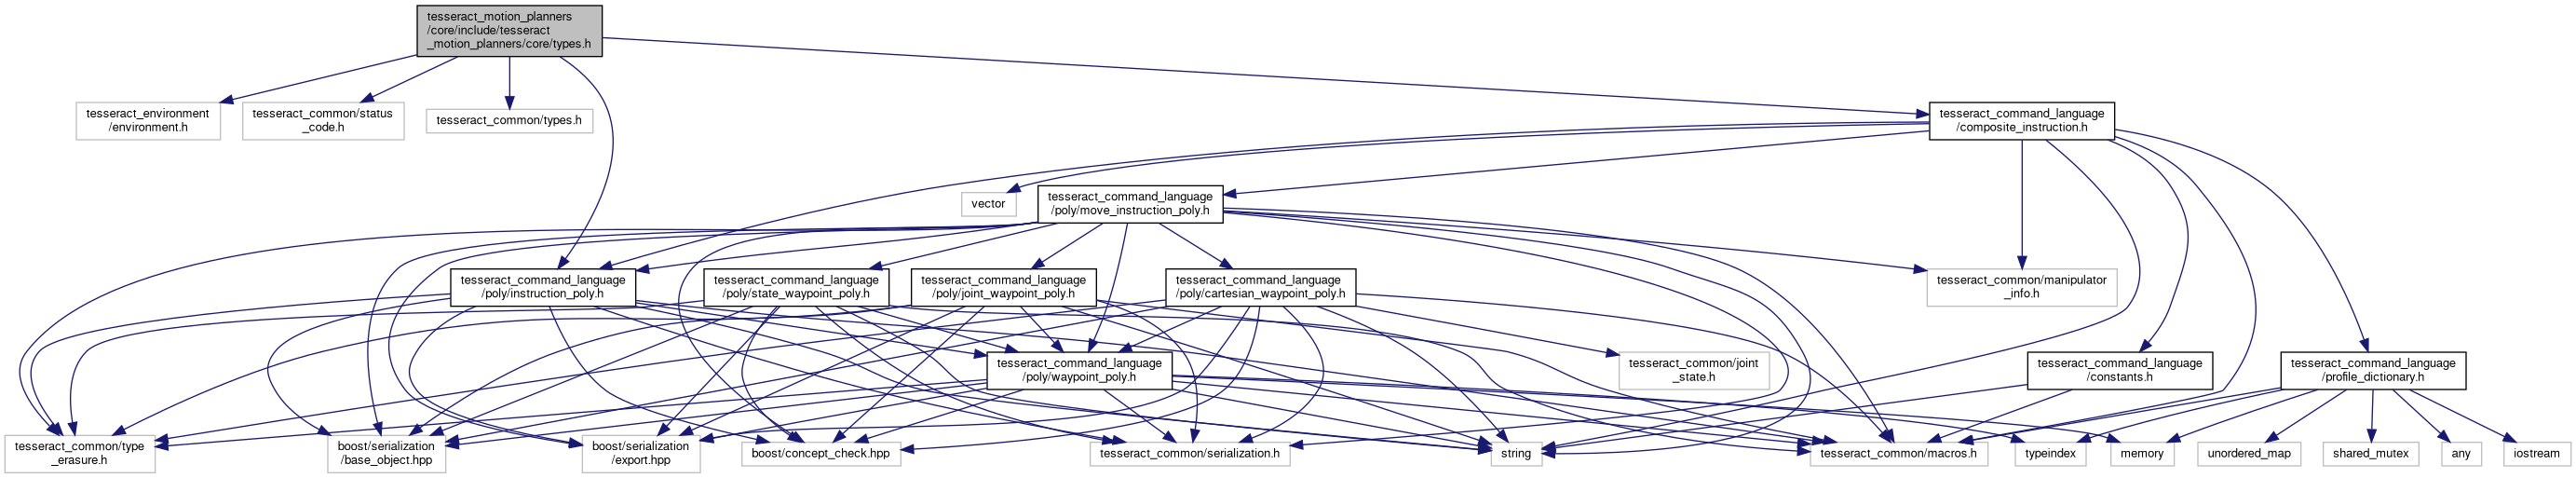 tesseract_motion_planners
/core/include/tesseract
_motion_planners/core/types.h
tesseract_environment
/environment.h
tesseract_common/status
_code.h
tesseract_common/types.h
tesseract_command_language
/composite_instruction.h
vector
tesseract_command_language
/poly/move_instruction_poly.h
tesseract_command_language
/poly/instruction_poly.h
tesseract_command_language
/poly/state_waypoint_poly.h
tesseract_command_language
/poly/joint_waypoint_poly.h
tesseract_command_language
/poly/cartesian_waypoint_poly.h
tesseract_common/manipulator
_info.h
tesseract_command_language
/poly/waypoint_poly.h
tesseract_common/joint
_state.h
tesseract_command_language
/constants.h
tesseract_command_language
/profile_dictionary.h
tesseract_common/type
_erasure.h
boost/serialization
/base_object.hpp
boost/serialization
/export.hpp
boost/concept_check.hpp
tesseract_common/serialization.h
string
tesseract_common/macros.h
typeindex
memory
unordered_map
shared_mutex
any
iostream